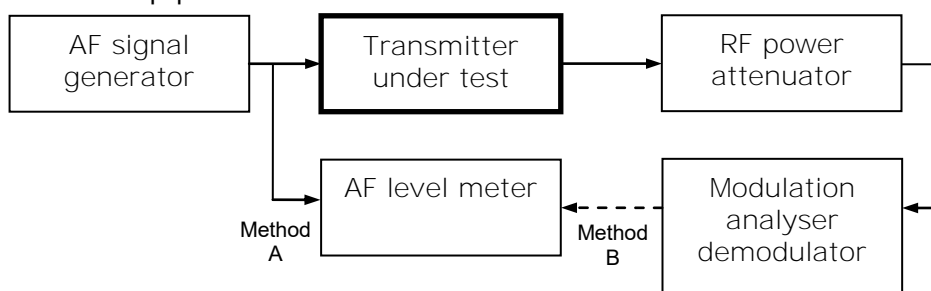 AF signal
generator
Transmitter
under test
RF power
attenuator
AF level meter
Modulation
analyser
demodulator
Method
A
Method
B